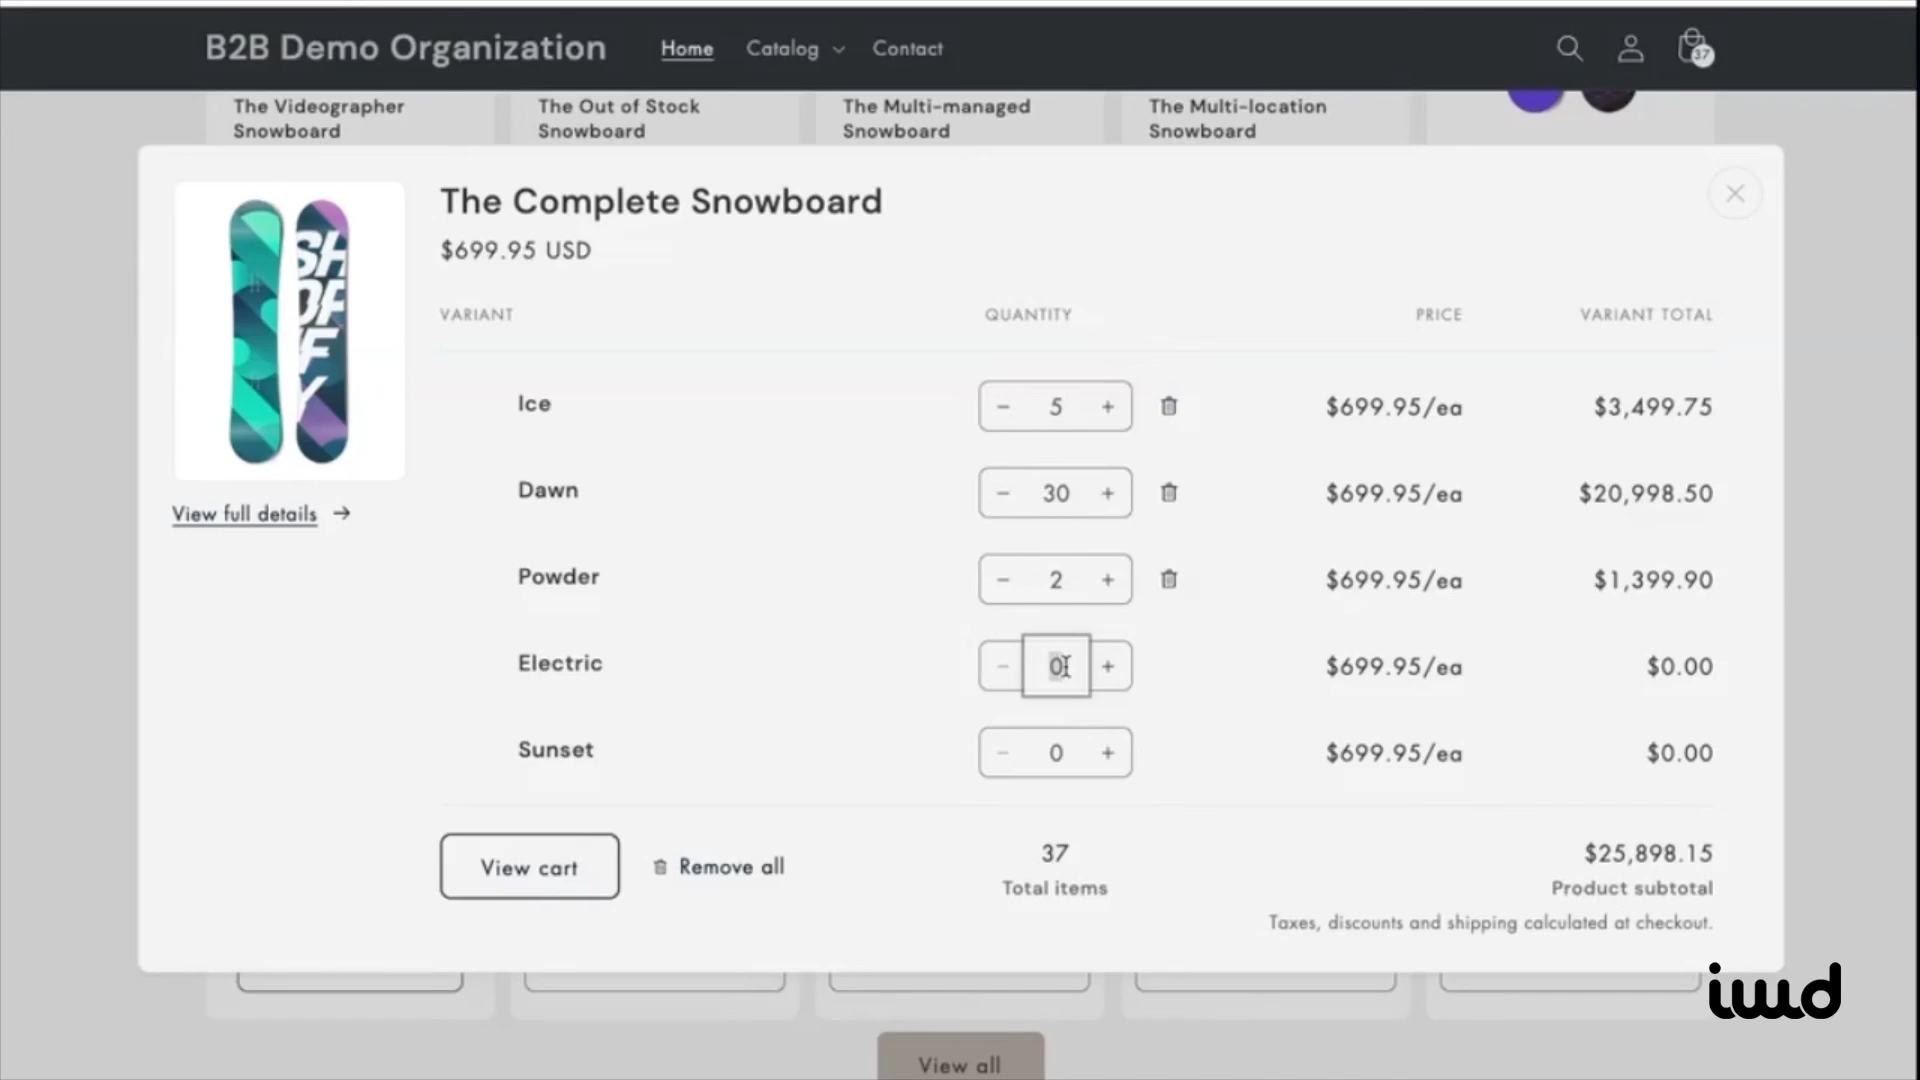 B2B Demo Organization Home Catalog Contact 37
The Videographer Snowboard
The Out of Stock Snowboard
The Multi-managed Snowboard
The Multi-location Snowboard
The Complete Snowboard
$699.95 USD
SHOPIFY
View full details →
VARIANT QUANTITY PRICE VARIANT TOTAL
Ice − 5 + $699.95/ea $3,499.75
Dawn − 30 + $699.95/ea $20,998.50
Powder − 2 + $699.95/ea $1,399.90
Electric − 0 + $699.95/ea $0.00
Sunset − 0 + $699.95/ea $0.00
View cart Remove all 37 $25,898.15
Total items Product subtotal
Taxes, discounts and shipping calculated at checkout.
iwd
View all